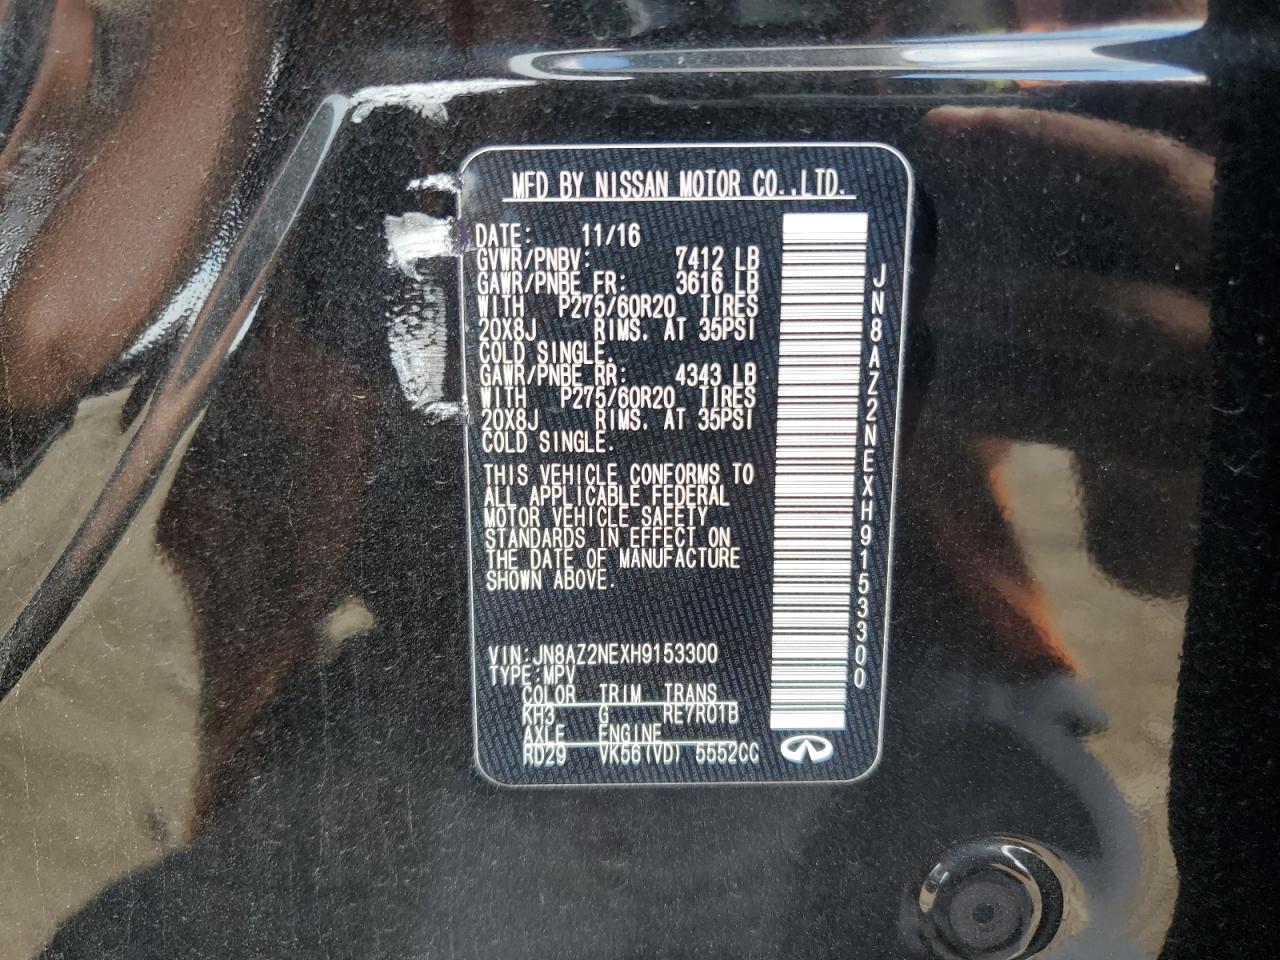 MFD BY NISSAN MOTOR CO.,LTD.
DATE: 11/16
GVWR/PNBV: 7412 LB
GAWR/PNBE FR: 3616 LB
WITH P275/60R20 TIRES
20X8J RIMS. AT 35PSI
COLD SINGLE.
GAWR/PNBE RR: 4343 LB
WITH P275/60R20 TIRES
20X8J RIMS. AT 35PSI
COLD SINGLE.
THIS VEHICLE CONFORMS TO
ALL APPLICABLE FEDERAL
MOTOR VEHICLE SAFETY
STANDARDS IN EFFECT ON
THE DATE OF MANUFACTURE
SHOWN ABOVE.
VIN:JN8AZ2NEXH9153300
TYPE:MPV
COLOR TRIM TRANS
KH3 G RE7R01B
AXLE ENGINE
RD29 VK56(VD) 5552CC
JN8AZ2NEXH9153300